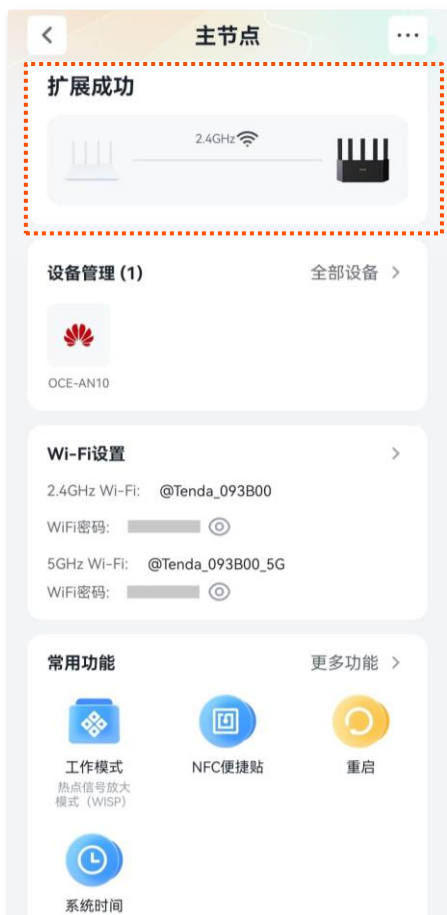 主节点
扩展成功
2.4GHz
设备管理 (1)
全部设备
OCE-AN10
Wi-Fi设置
2.4GHz Wi-Fi: @Tenda_093B00
WiFi密码:
5GHz Wi-Fi: @Tenda_093B00_5G
WiFi密码:
常用功能
更多功能
工作模式
热点信号放大
模式（WISP）
NFC便捷贴
重启
系统时间